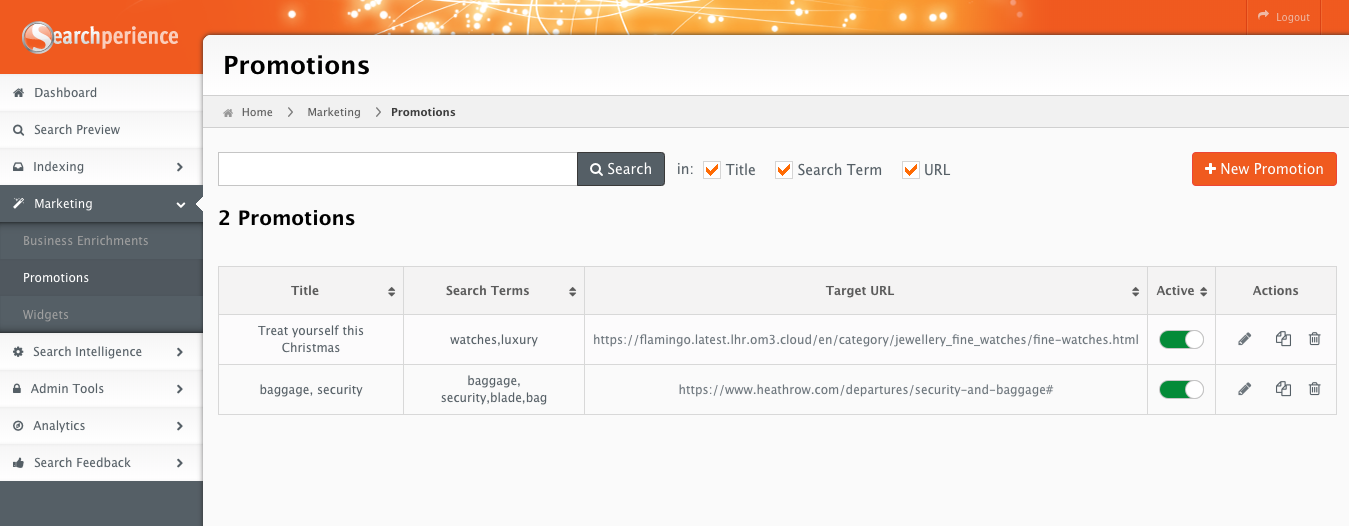 Searchperience
Logout
Promotions
Dashboard
Search Preview
Indexing
Marketing
Business Enrichments
Promotions
Widgets
Search Intelligence
Admin Tools
Analytics
Search Feedback
Home Marketing Promotions
Search in: Title Search Term URL New Promotion
2 Promotions
Title Search Terms Target URL Active Actions
Treat yourself this
Christmas
watches,luxury
https://flamingo.latest.lhr.om3.cloud/en/category/jewellery_fine_watches/fine-watches.html
baggage, security
baggage,
security,blade,bag
https://www.heathrow.com/departures/security-and-baggage#